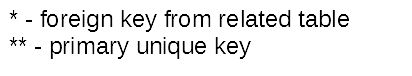 * - foreign key from related table
** - primary unique key